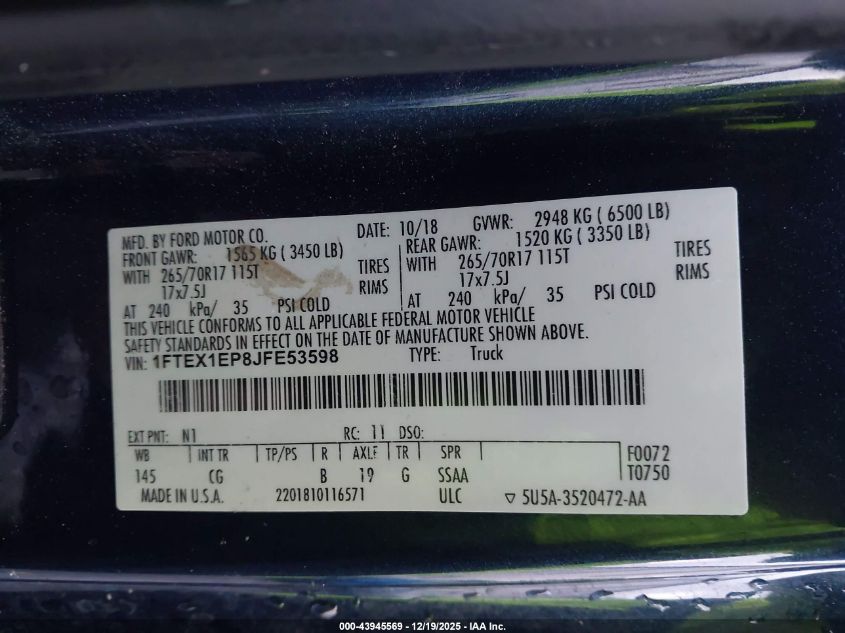 MFD. BY FORD MOTOR CO. DATE: 10/18 GVWR: 2948 KG ( 6500 LB)
FRONT GAWR: 1565 KG ( 3450 LB) REAR GAWR: 1520 KG ( 3350 LB)
WITH 265/70R17 115T TIRES WITH 265/70R17 115T TIRES
17x7.5J RIMS 17x7.5J RIMS
AT 240 kPa/ 35 PSI COLD AT 240 kPa/ 35 PSI COLD
THIS VEHICLE CONFORMS TO ALL APPLICABLE FEDERAL MOTOR VEHICLE
SAFETY STANDARDS IN EFFECT ON THE DATE OF MANUFACTURE SHOWN ABOVE.
VIN: 1FTEX1EP8JFE53598 TYPE: Truck
EXT PNT: N1 RC: 11 DSO:
WB INT TR TP/PS R AXLE TR SPR F0072
145 CG B 19 G SSAA T0750
MADE IN U.S.A. 2201810116571 ULC ▽ 5U5A-3520472-AA
000-43945569 - 12/19/2025 - IAA Inc.